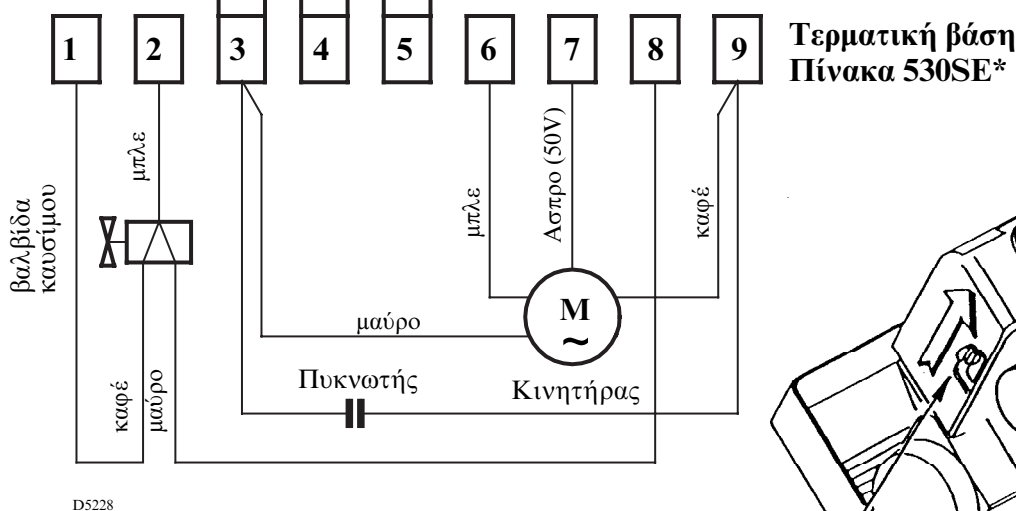 1 2 3 4 5 6 7 8 9
Τερματική βάση
Πίνακα 530SE*
μπλε
βαλβίδα
καυσίμου
μπλε
Ασπρο (50V)
καφέ
M
~
μαύρο
καφέ
μαύρο
Πυκνωτής
Κινητήρας
D5228